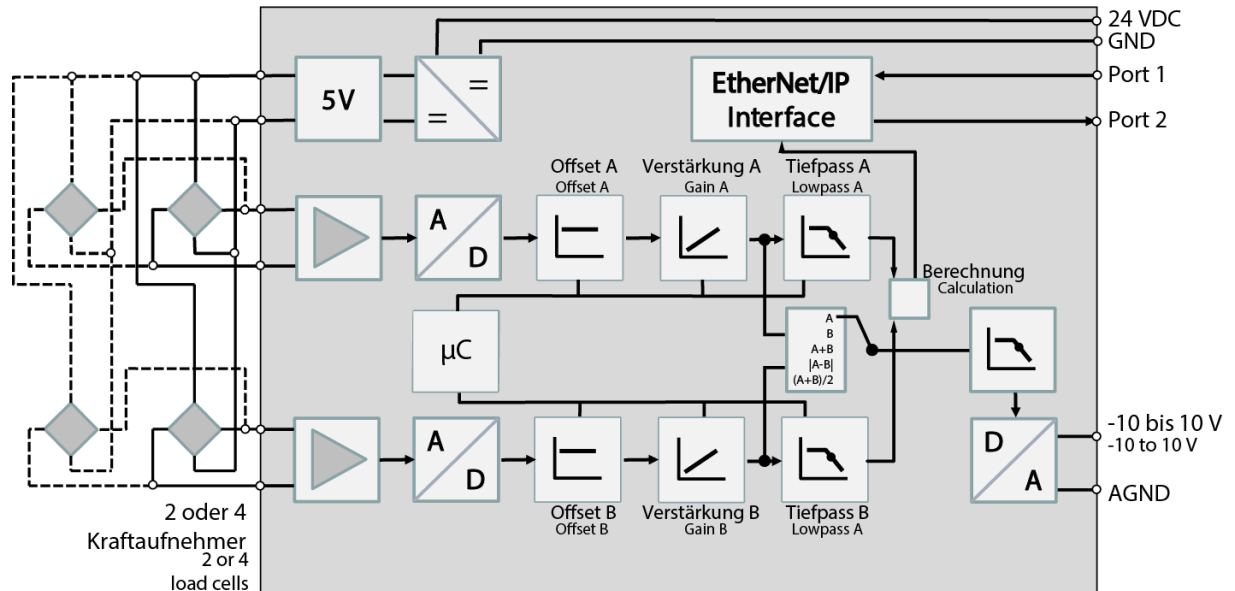 24 VDC
GND
Port 1
Port 2
5V
=
=
EtherNet/IP
Interface
Offset A
Offset A
Verstärkung A
Gain A
Tiefpass A
Lowpass A
A
D
Berechnung
Calculation
µC
A
B
A+B
|A-B|
(A+B)/2
A
D
Offset B
Offset B
Verstärkung B
Gain B
Tiefpass B
Lowpass A
D
A
-10 bis 10 V
-10 to 10 V
AGND
2 oder 4
Kraftaufnehmer
2 or 4
load cells